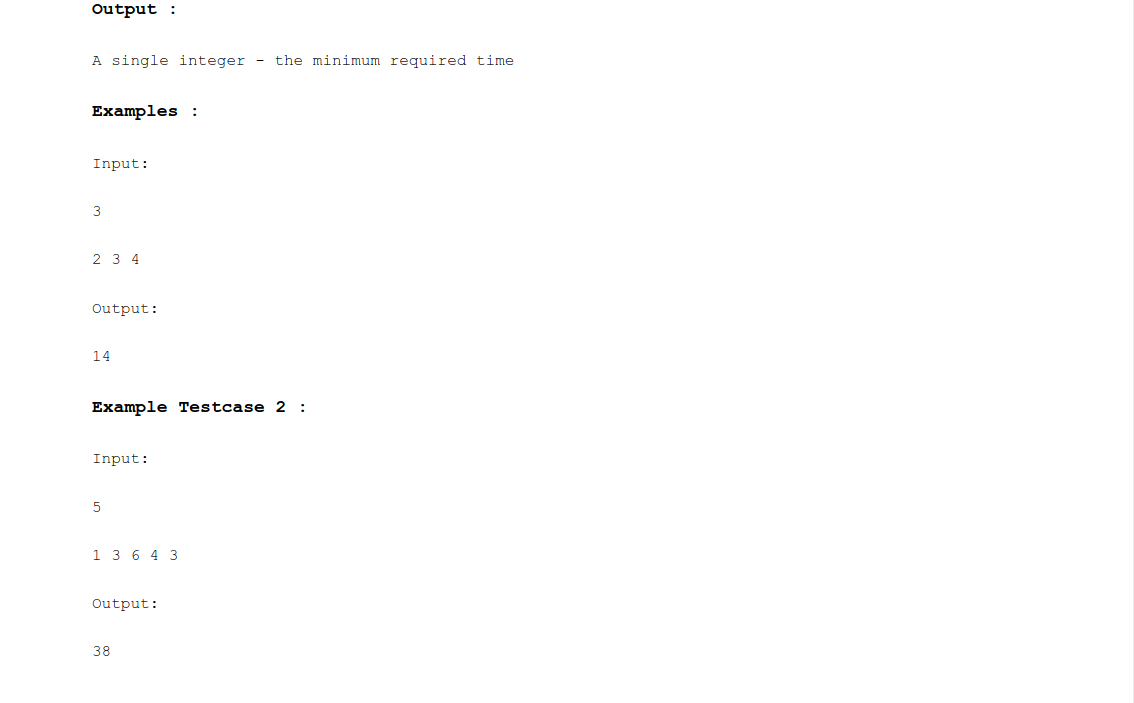 Output :
A single integer - the minimum required time
Examples :
Input:
3
2 3 4
Output:
14
Example Testcase 2 :
Input:
5
1 3 6 4 3
Output:
38